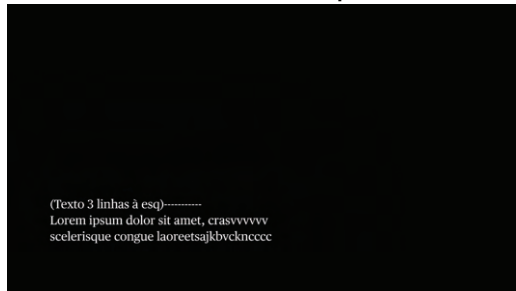 (Texto 3 linhas à esq)-----------
Lorem ipsum dolor sit amet, crasvvvvvv
scelerisque congue laoreetsajkbvckncccc